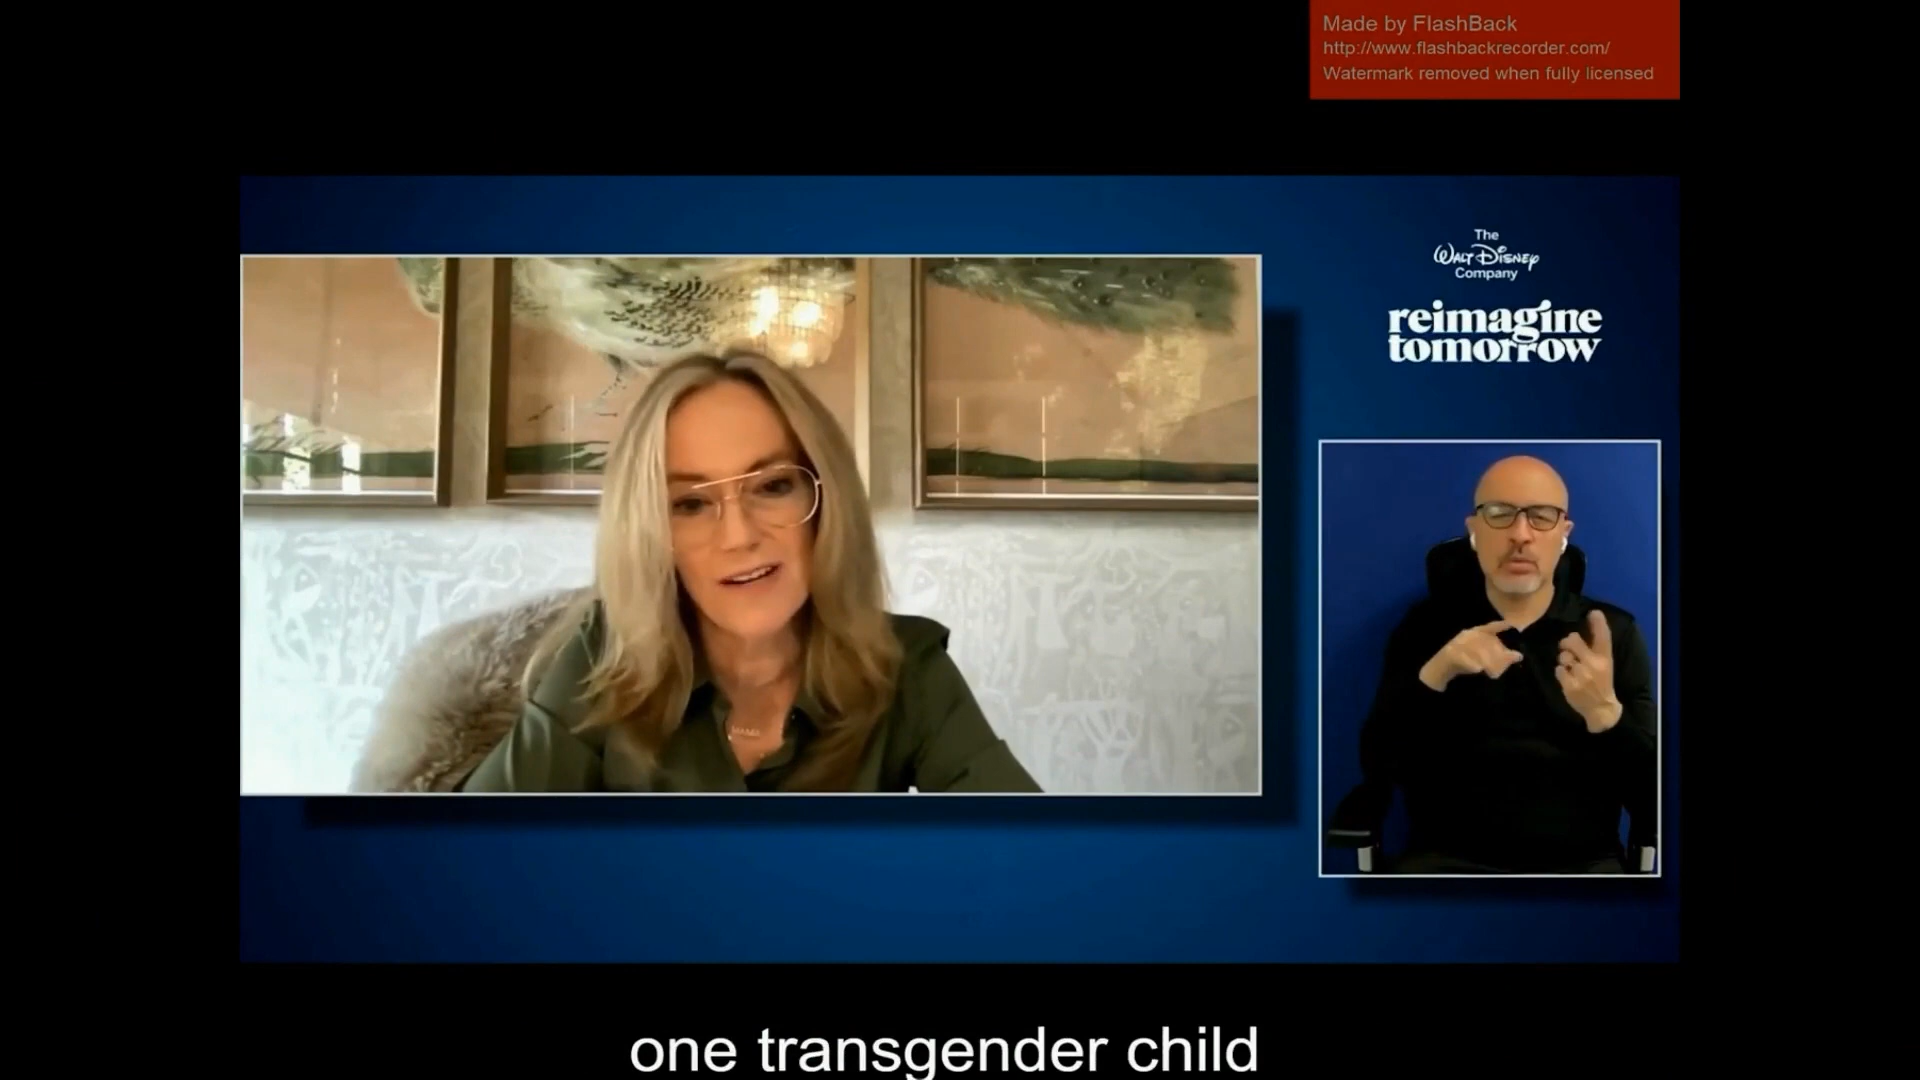 Made by FlashBack
http://www.flashbackrecorder.com/
Watermark removed when fully licensed
The
WALT DISNEY
Company
reimagine
tomorrow
one transgender child